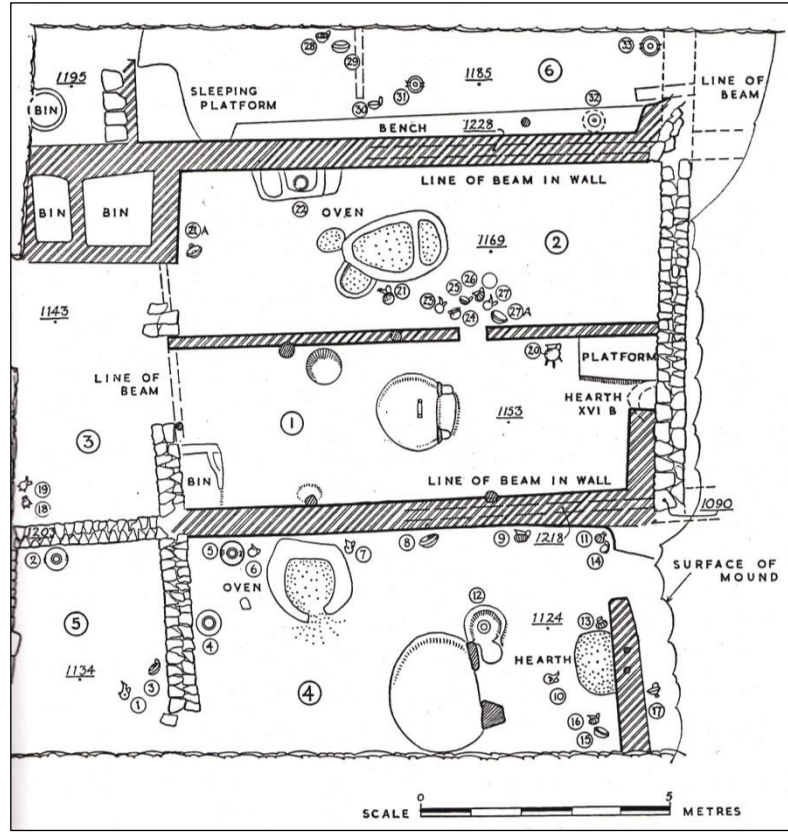 28
29
33
1195
SLEEPING
PLATFORM
30
31
1185
6
LINE OF
BEAM
BIN
32
BENCH
1228
LINE OF BEAM IN WALL
BIN
BIN
22
OVEN
21A
1169
2
21
23
24
25
26
27
27A
1143
LINE OF
BEAM
20
PLATFORM
HEARTH
XVI B
3
1
1153
19
18
BIN
LINE OF BEAM IN WALL
1090
1203
2
5
6
7
8
9
1218
11
14
SURFACE OF
MOUND
OVEN
4
5
12
1124
13
HEARTH
1134
3
1
4
10
16
15
17
0
5
SCALE
METRES